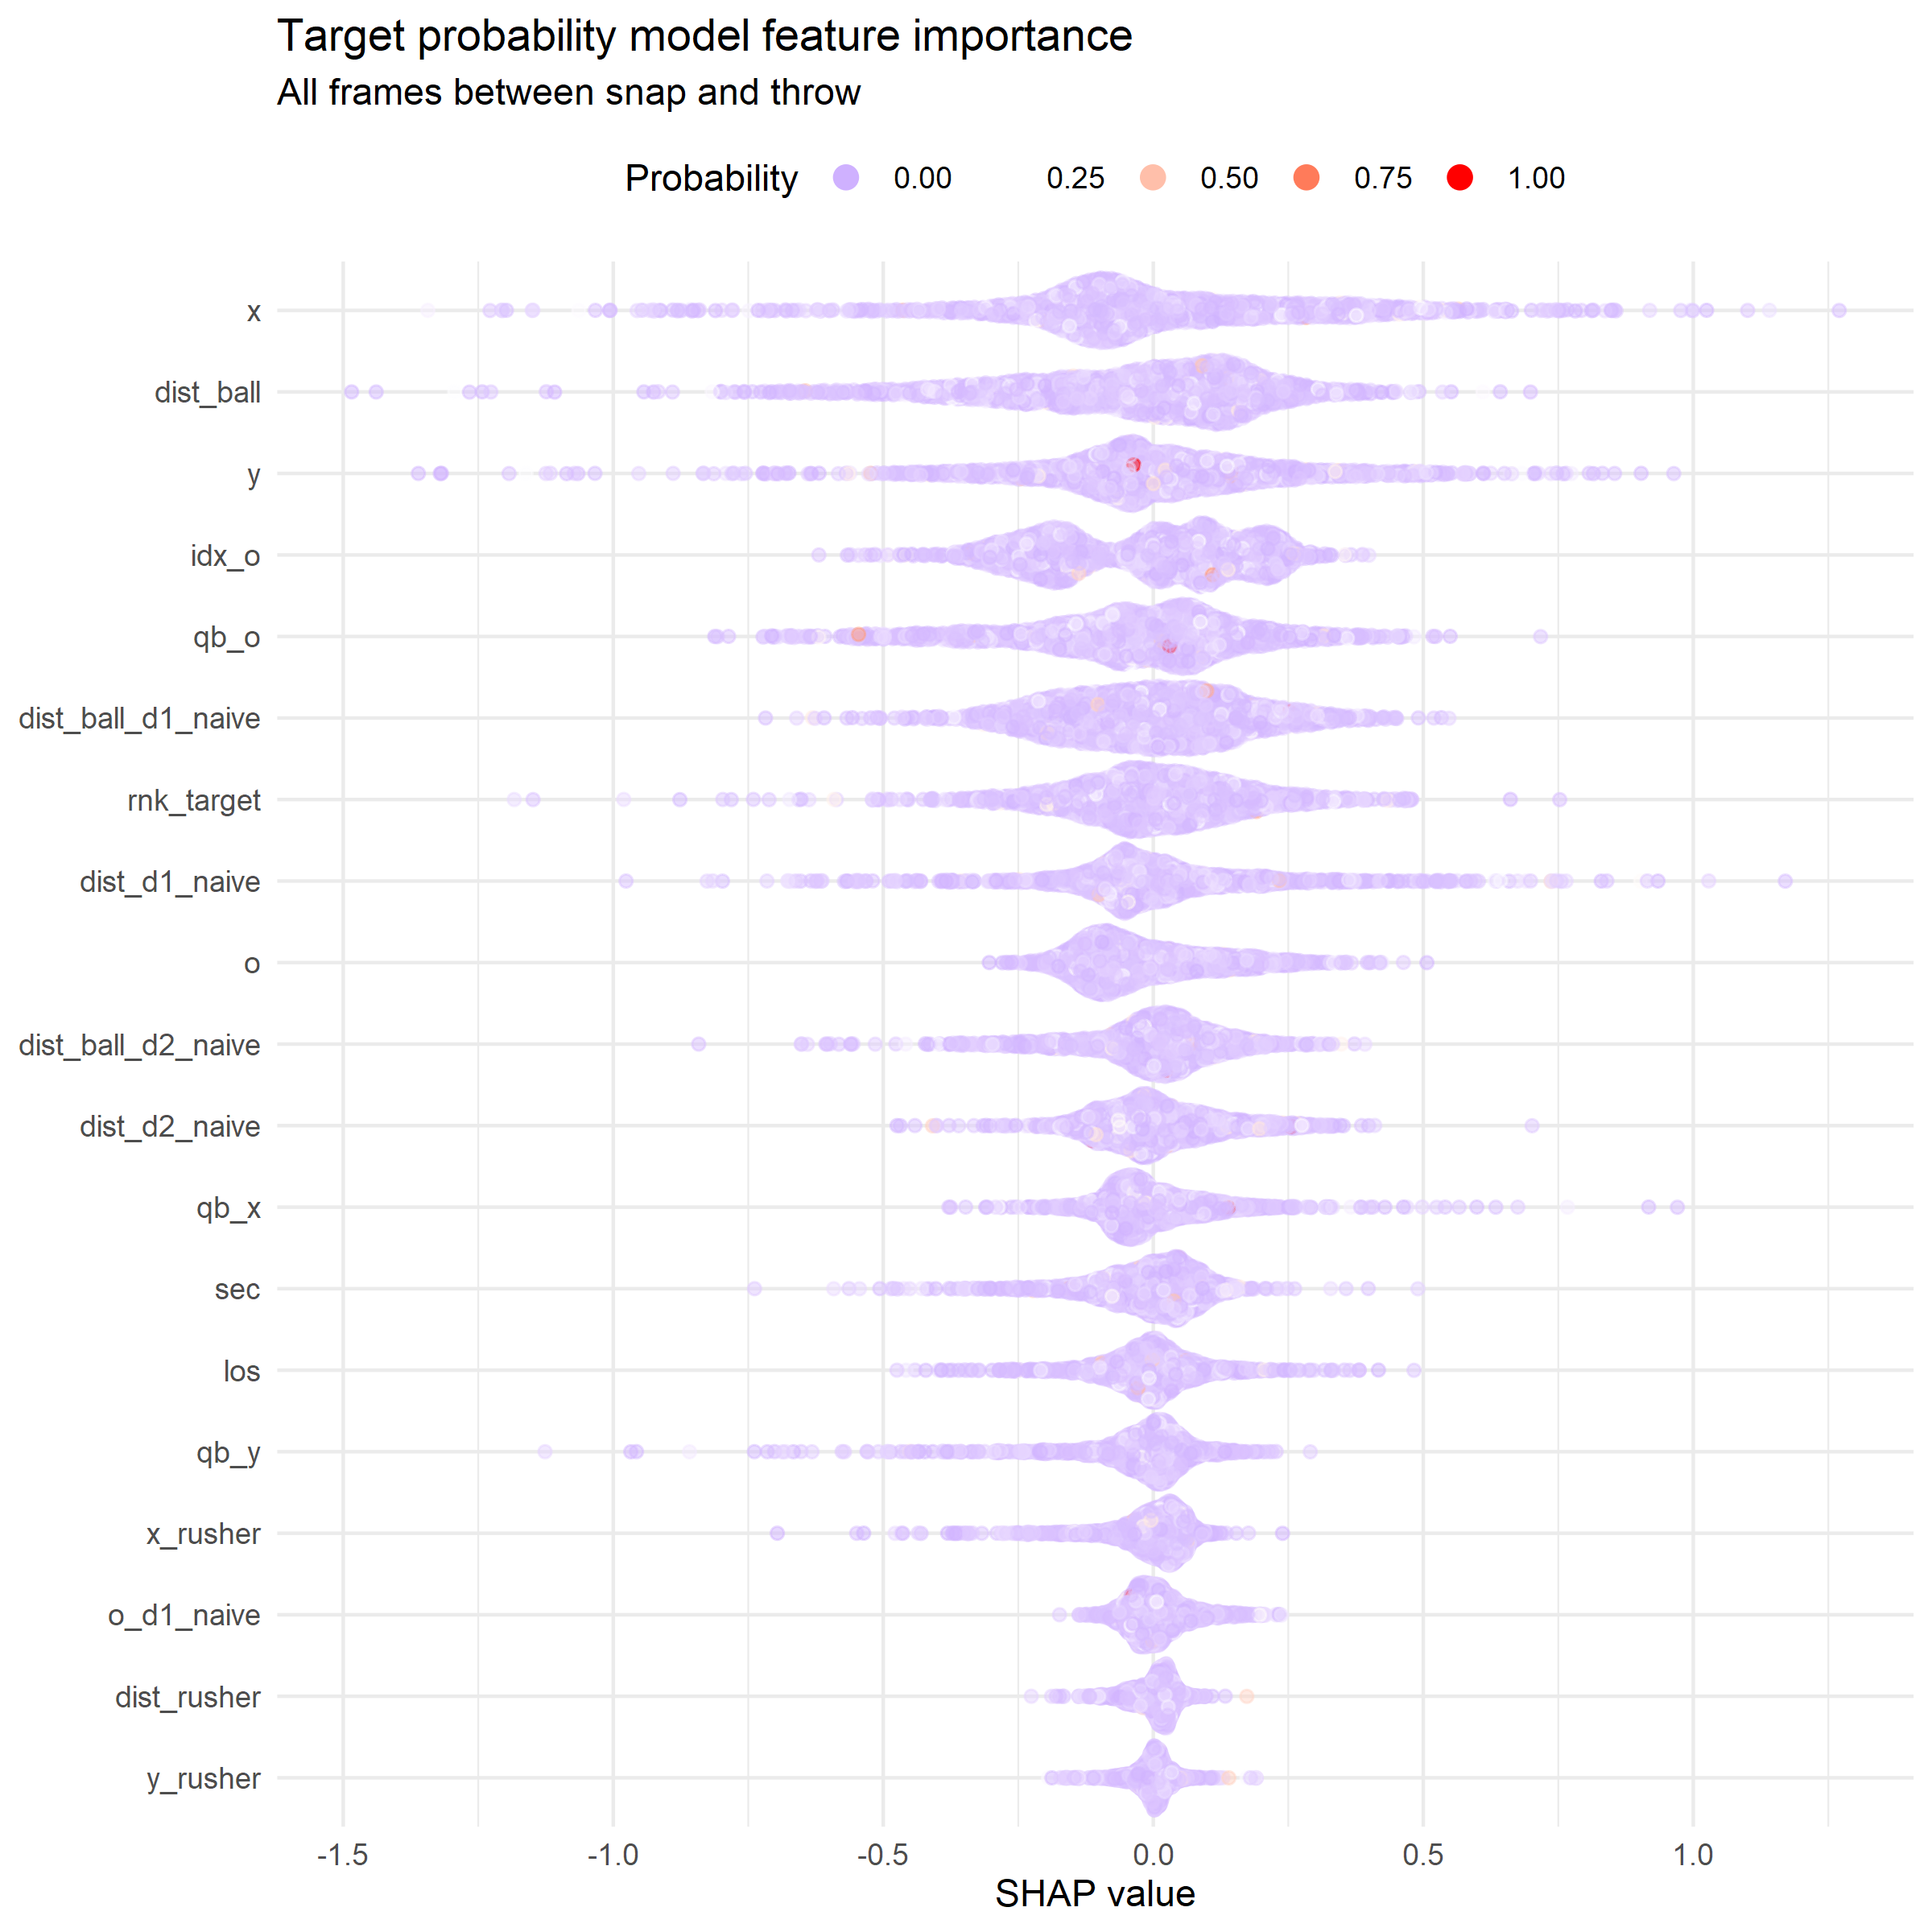 Target probability model feature importance
All frames between snap and throw
Probability 0.00 0.25 0.50 0.75 1.00
x
dist_ball
y
idx_o
qb_o
dist_ball_d1_naive
rnk_target
dist_d1_naive
o
dist_ball_d2_naive
dist_d2_naive
qb_x
sec
los
qb_y
x_rusher
o_d1_naive
dist_rusher
y_rusher
-1.5 -1.0 -0.5 0.0 0.5 1.0
SHAP value